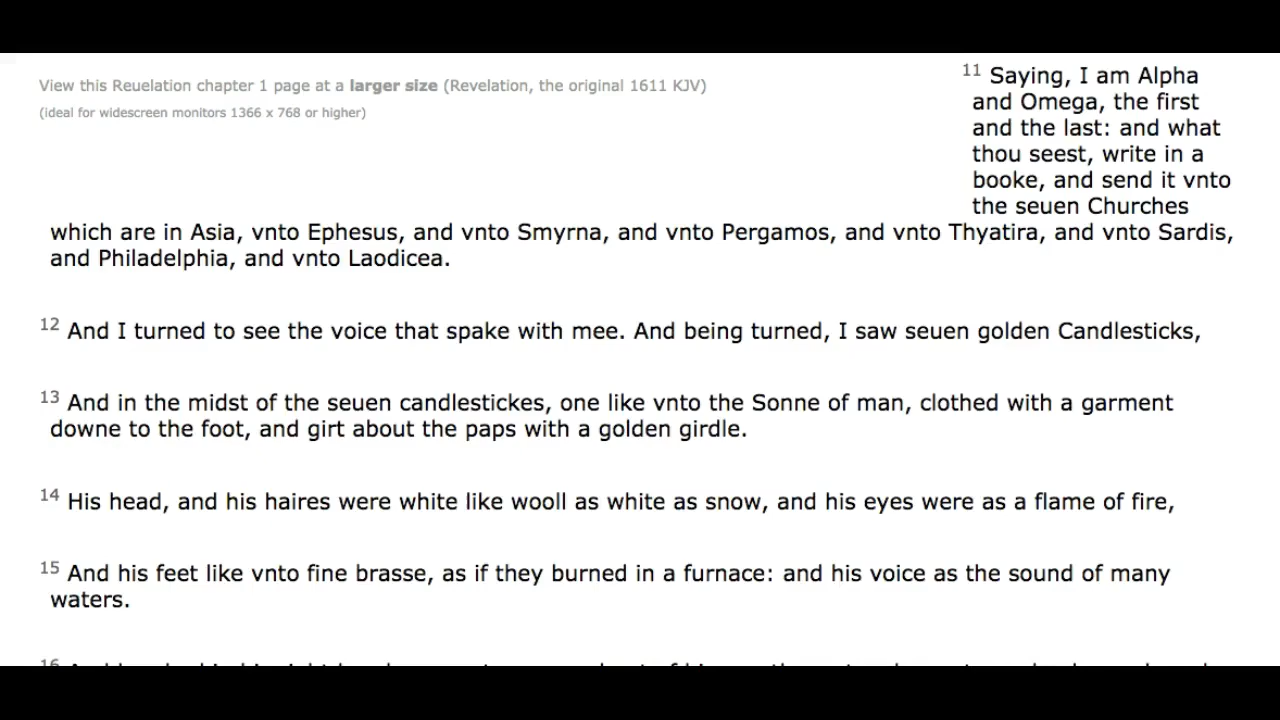 View this Reuelation chapter 1 page at a larger size (Revelation, the original 1611 KJV)
(ideal for widescreen monitors 1366 x 768 or higher)
11 Saying, I am Alpha
and Omega, the first
and the last: and what
thou seest, write in a
booke, and send it vnto
the seuen Churches
which are in Asia, vnto Ephesus, and vnto Smyrna, and vnto Pergamos, and vnto Thyatira, and vnto Sardis,
and Philadelphia, and vnto Laodicea.
12 And I turned to see the voice that spake with mee. And being turned, I saw seuen golden Candlesticks,
13 And in the midst of the seuen candlestickes, one like vnto the Sonne of man, clothed with a garment
downe to the foot, and girt about the paps with a golden girdle.
14 His head, and his haires were white like wooll as white as snow, and his eyes were as a flame of fire,
15 And his feet like vnto fine brasse, as if they burned in a furnace: and his voice as the sound of many
waters.
16